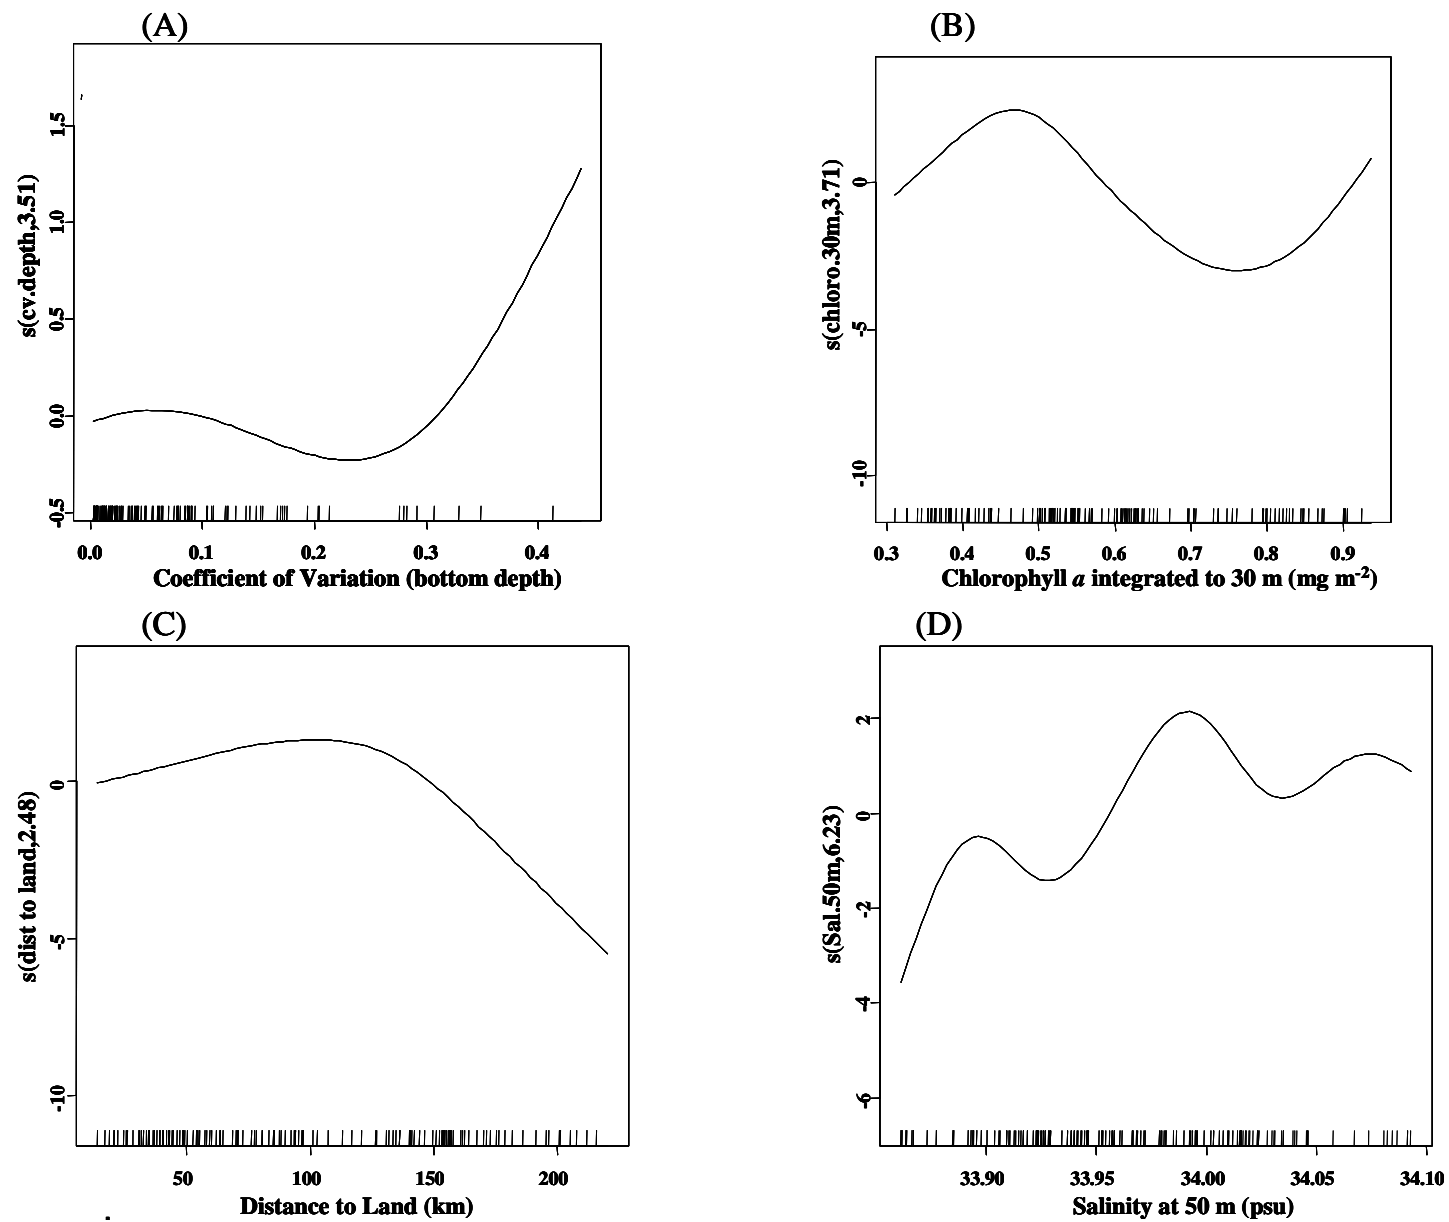 (A)
s(cv.depth,3.51)
1.5
1.0
0.5
0.0
-0.5
0.0 0.1 0.2 0.3 0.4
Coefficient of Variation (bottom depth)
(B)
s(chloro.30m,3.71)
0
-5
-10
0.3 0.4 0.5 0.6 0.7 0.8 0.9
Chlorophyll a integrated to 30 m (mg m-2)
(C)
s(dist to land,2.48)
0
-5
-10
50 100 150 200
Distance to Land (km)
(D)
s(Sal.50m,6.23)
2
0
-2
-4
-6
33.90 33.95 34.00 34.05 34.10
Salinity at 50 m (psu)